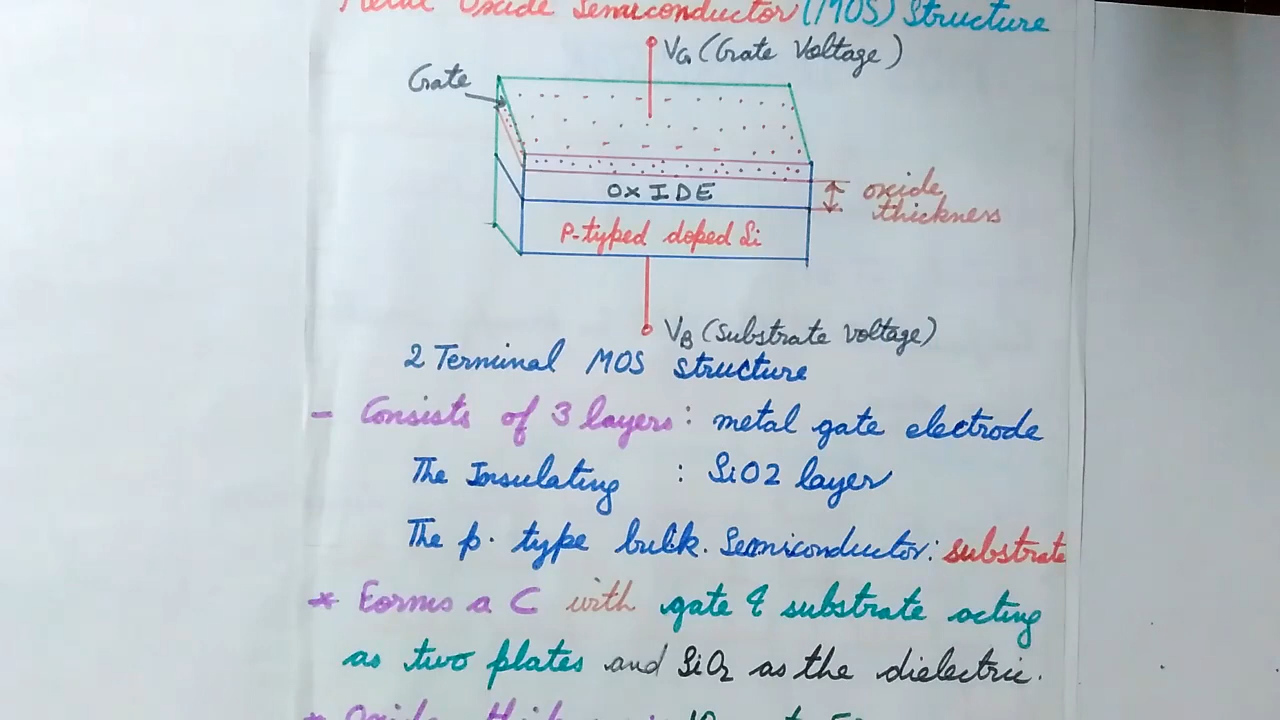 Metal Oxide Semiconductor (MOS) Structure
VG (Gate Voltage)
Gate
OXIDE
oxide
thickness
P-typed doped Si
VB (Substrate voltage)
2 Terminal MOS structure
- Consists of 3 layers: metal gate electrode
The Insulating : SiO2 layer
The p. type bulk. Semiconductor: substrate
* Forms a C with gate & substrate acting
as two plates and SiO2 as the dielectric.
* Oxide